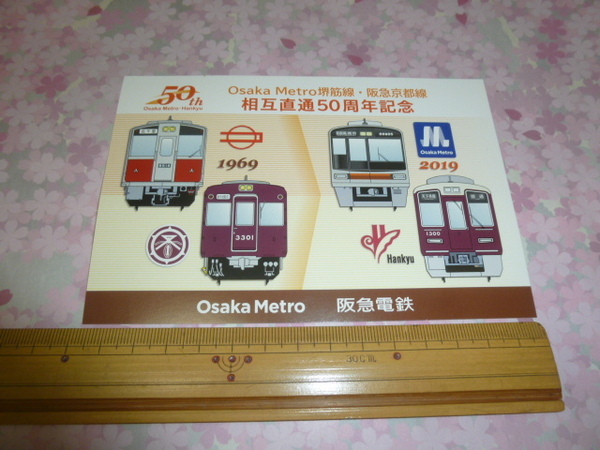 50th
Osaka Metro-Hankyu
Osaka Metro堺筋線・阪急京都線
相互直通50周年記念
1969
3301
2019
Osaka Metro
1300
Hankyu
Osaka Metro 阪急電鉄
30C M.